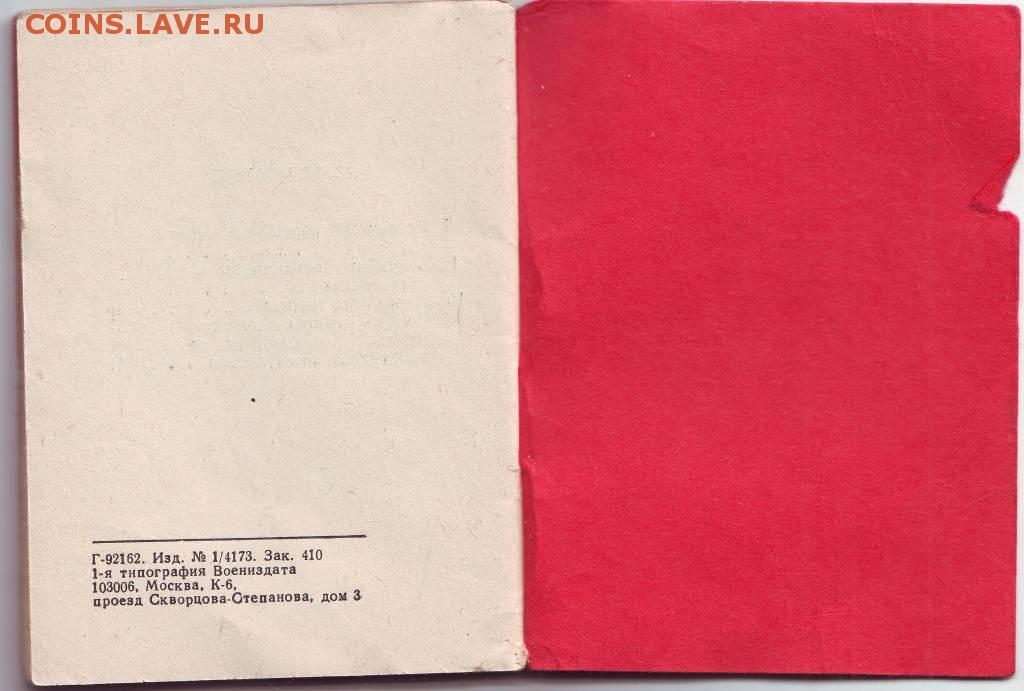 COINS.LAVE.RU
Г-92162. Изд. № 1/4173. Зак. 410
1-я типография Воениздата
103006, Москва, К-6,
проезд Скворцова-Степанова, дом 3